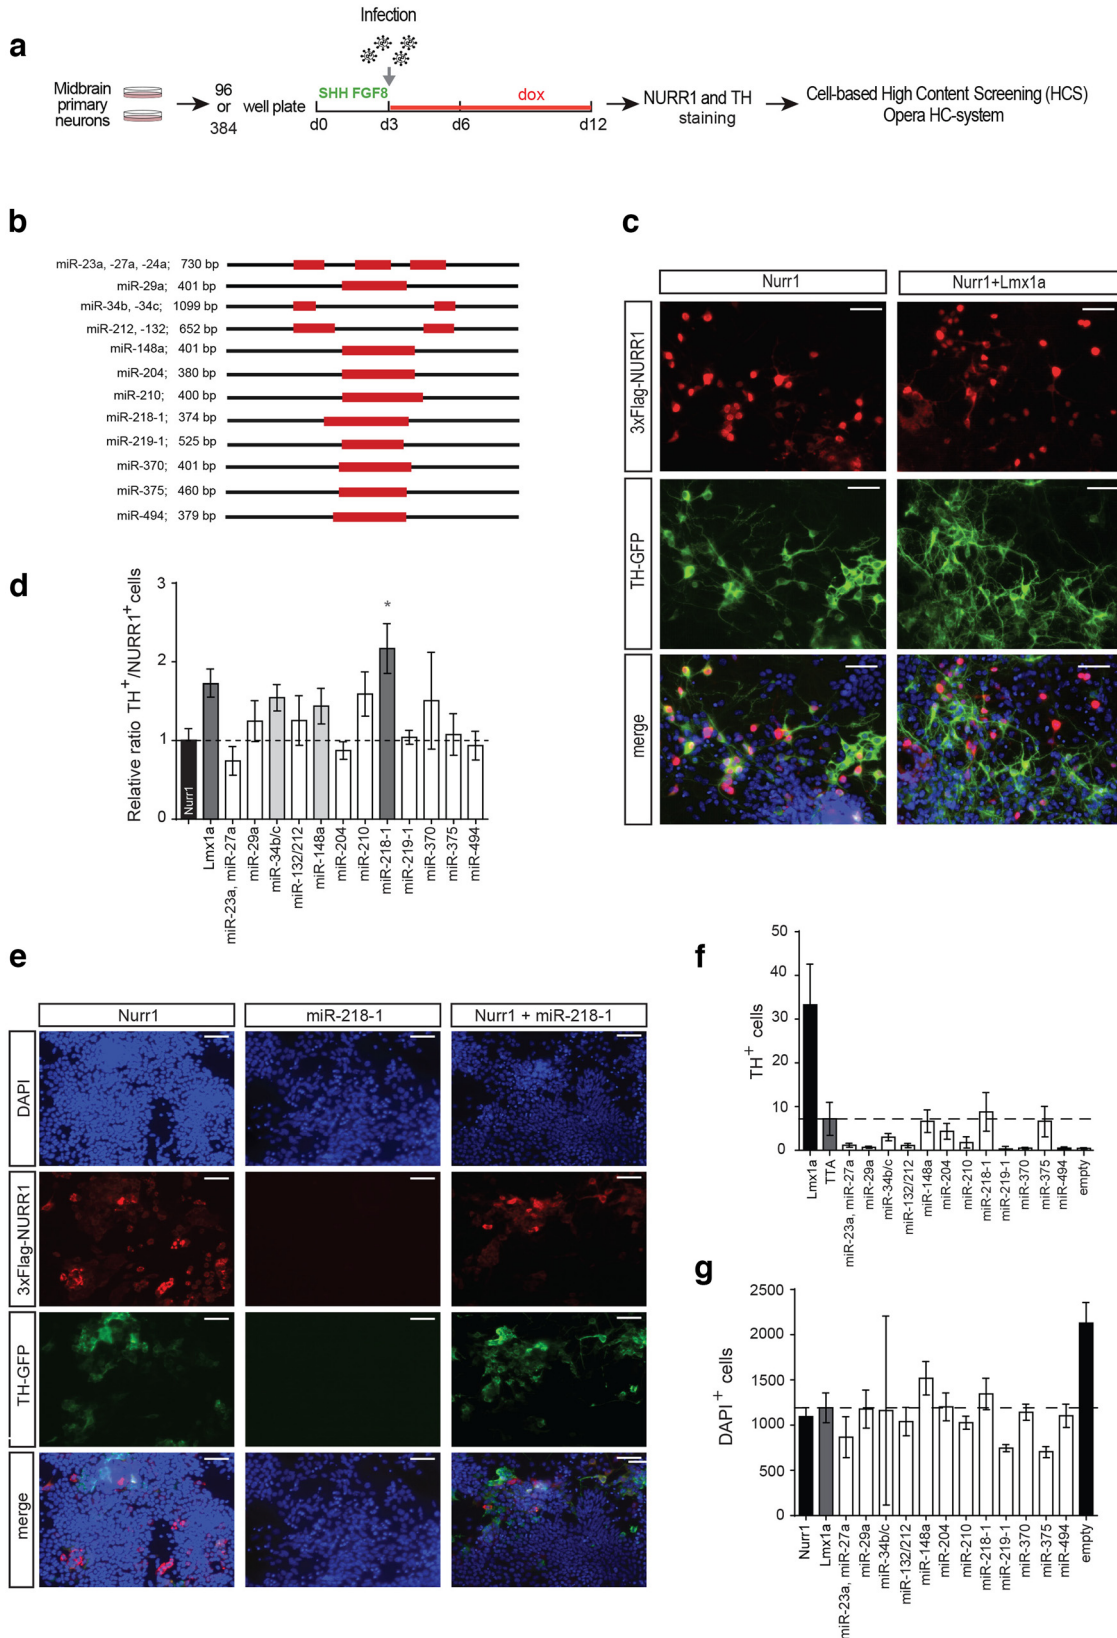 a
Infection
Midbrain
primary
neurons
96
or
384
well plate
SHH FGF8
dox
d0
d3
d6
d12
NURR1 and TH
staining
Cell-based High Content Screening (HCS)
Opera HC-system
b
miR-23a, -27a, -24a; 730 bp
miR-29a; 401 bp
miR-34b, -34c; 1099 bp
miR-212, -132; 652 bp
miR-148a; 401 bp
miR-204; 380 bp
miR-210; 400 bp
miR-218-1; 374 bp
miR-219-1; 525 bp
miR-370; 401 bp
miR-375; 460 bp
miR-494; 379 bp
c
Nurr1
Nurr1+Lmx1a
3xFlag-NURR1
TH-GFP
merge
d
Relative ratio TH+/NURR1+cells
3
2
1
0
*
Nurr1
Lmx1a
miR-23a, miR-27a
miR-29a
miR-34b/c
miR-132/212
miR-148a
miR-204
miR-210
miR-218-1
miR-219-1
miR-370
miR-375
miR-494
e
Nurr1
miR-218-1
Nurr1 + miR-218-1
DAPI
3xFlag-NURR1
TH-GFP
merge
f
TH+ cells
50
40
30
20
10
0
Lmx1a
TTA
miR-23a, miR-27a
miR-29a
miR-34b/c
miR-132/212
miR-148a
miR-204
miR-210
miR-218-1
miR-219-1
miR-370
miR-375
miR-494
empty
g
DAPI+ cells
2500
2000
1500
1000
500
0
Nurr1
Lmx1a
miR-23a, miR-27a
miR-29a
miR-34b/c
miR-132/212
miR-148a
miR-204
miR-210
miR-218-1
miR-219-1
miR-370
miR-375
miR-494
empty